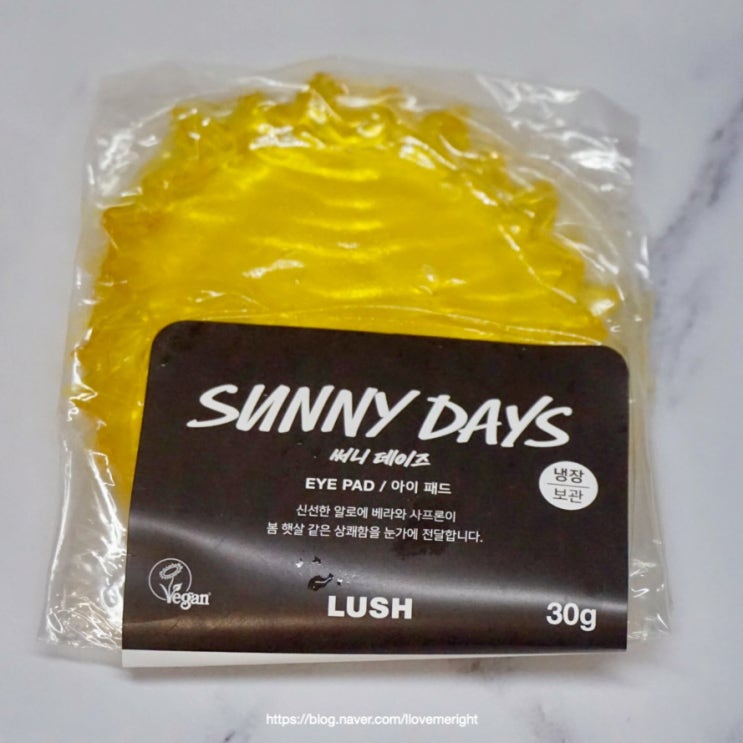 SUNNY DAYS
써니 데이즈
EYE PAD / 아이 패드
냉장
보관
신선한 알로에 베라와 사프론이
봄 햇살 같은 상쾌함을 눈가에 전달합니다.
Vegan
LUSH
30g
https://blog.naver.com/llovemeright